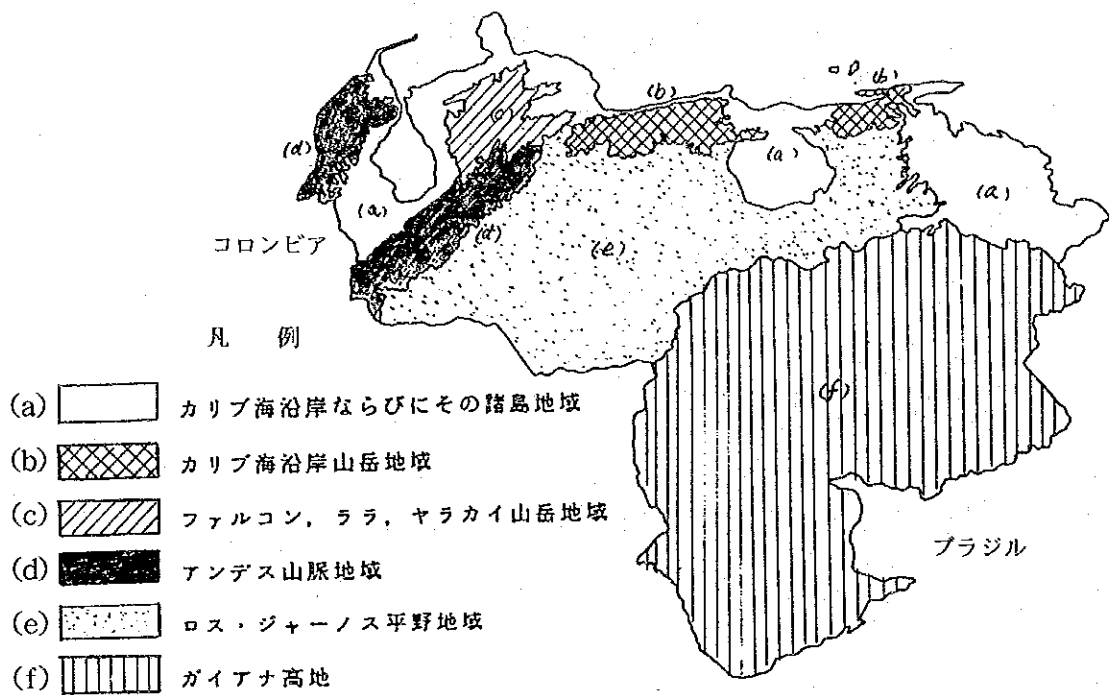 (b)
(b)
(d)
(c)
(a)
(a)
(a)
コロンビア
(d)
(e)
凡 例
(f)
(a) カリブ海沿岸ならびにその諸島地域
(b) カリブ海沿岸山岳地域
(c) ファルコン,ララ,ヤラカイ山岳地域
(d) アンデス山脈地域
(e) ロス・ジャーノス平野地域
(f) ガイアナ高地
ブラジル